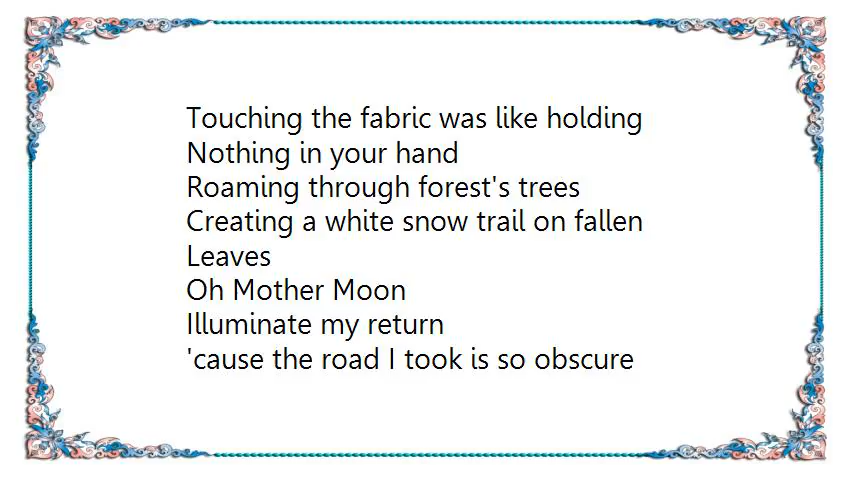 Touching the fabric was like holding
Nothing in your hand
Roaming through forest's trees
Creating a white snow trail on fallen
Leaves
Oh Mother Moon
Illuminate my return
'cause the road I took is so obscure